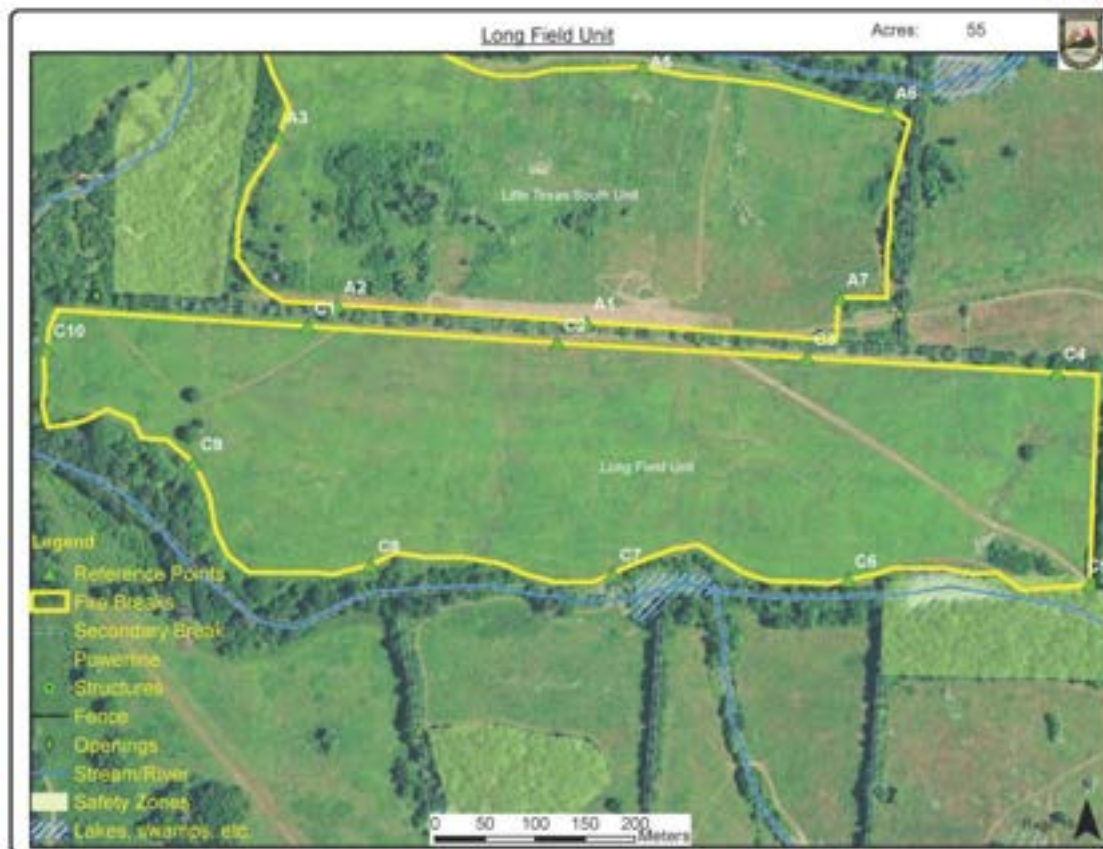 Long Field Unit
Acres: 55
A5
A6
A3
Little Texas South Unit
A7
A2
A1
C1
C2
C3
C10
C4
C9
Long Field Unit
C8
C7
C6
Legend
Reference Points
Fire Breaks
Secondary Break
Powerline
Structures
Fence
Openings
Stream/River
Safety Zones
Lakes, swamps, etc.
0 50 100 150 200
Meters
N